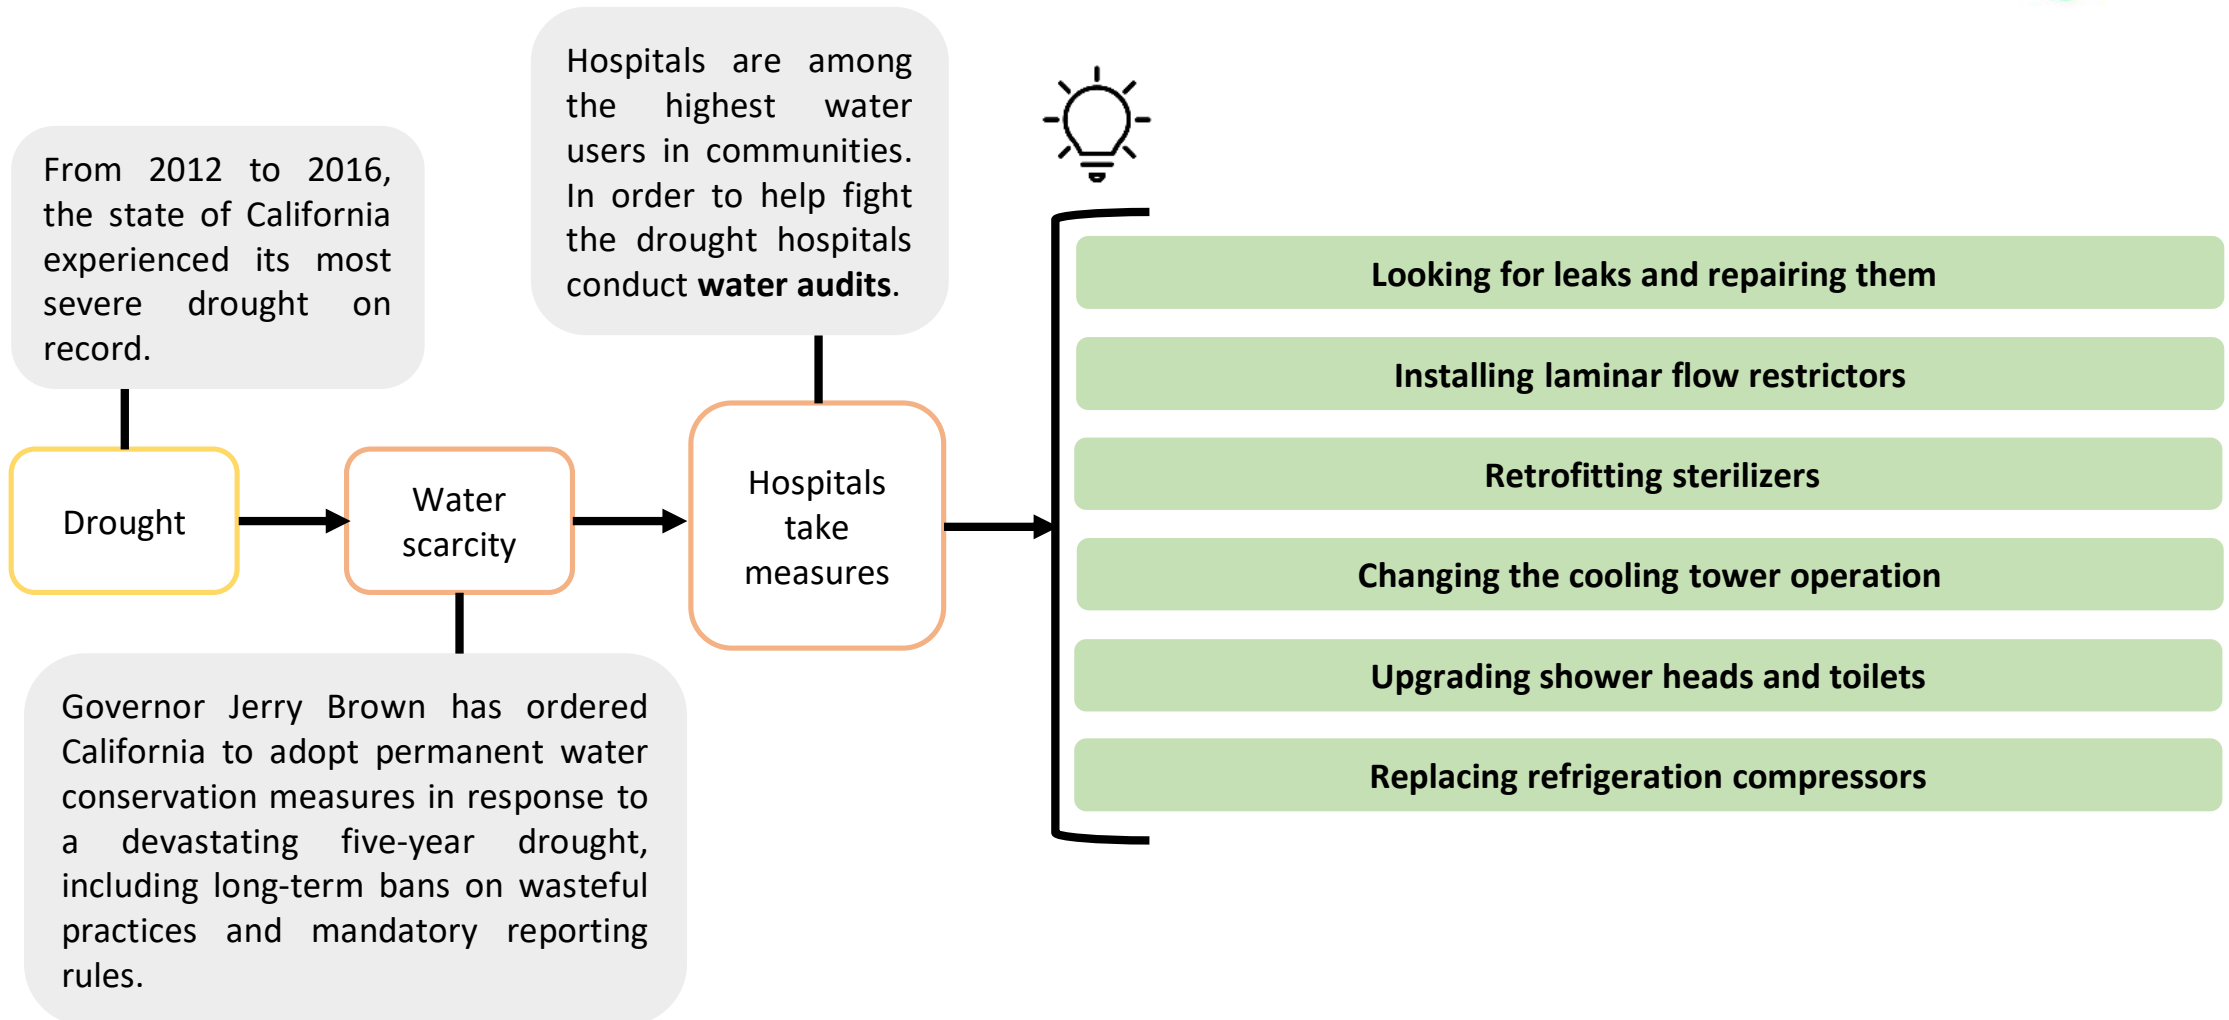 From 2012 to 2016,
the state of California
experienced its most
severe drought on
record.
Hospitals are among
the highest water
users in communities.
In order to help fight
the drought hospitals
conduct water audits.
Drought
Water
scarcity
Hospitals
take
measures
Governor Jerry Brown has ordered
California to adopt permanent water
conservation measures in response to
a devastating five-year drought,
including long-term bans on wasteful
practices and mandatory reporting
rules.
Looking for leaks and repairing them
Installing laminar flow restrictors
Retrofitting sterilizers
Changing the cooling tower operation
Upgrading shower heads and toilets
Replacing refrigeration compressors